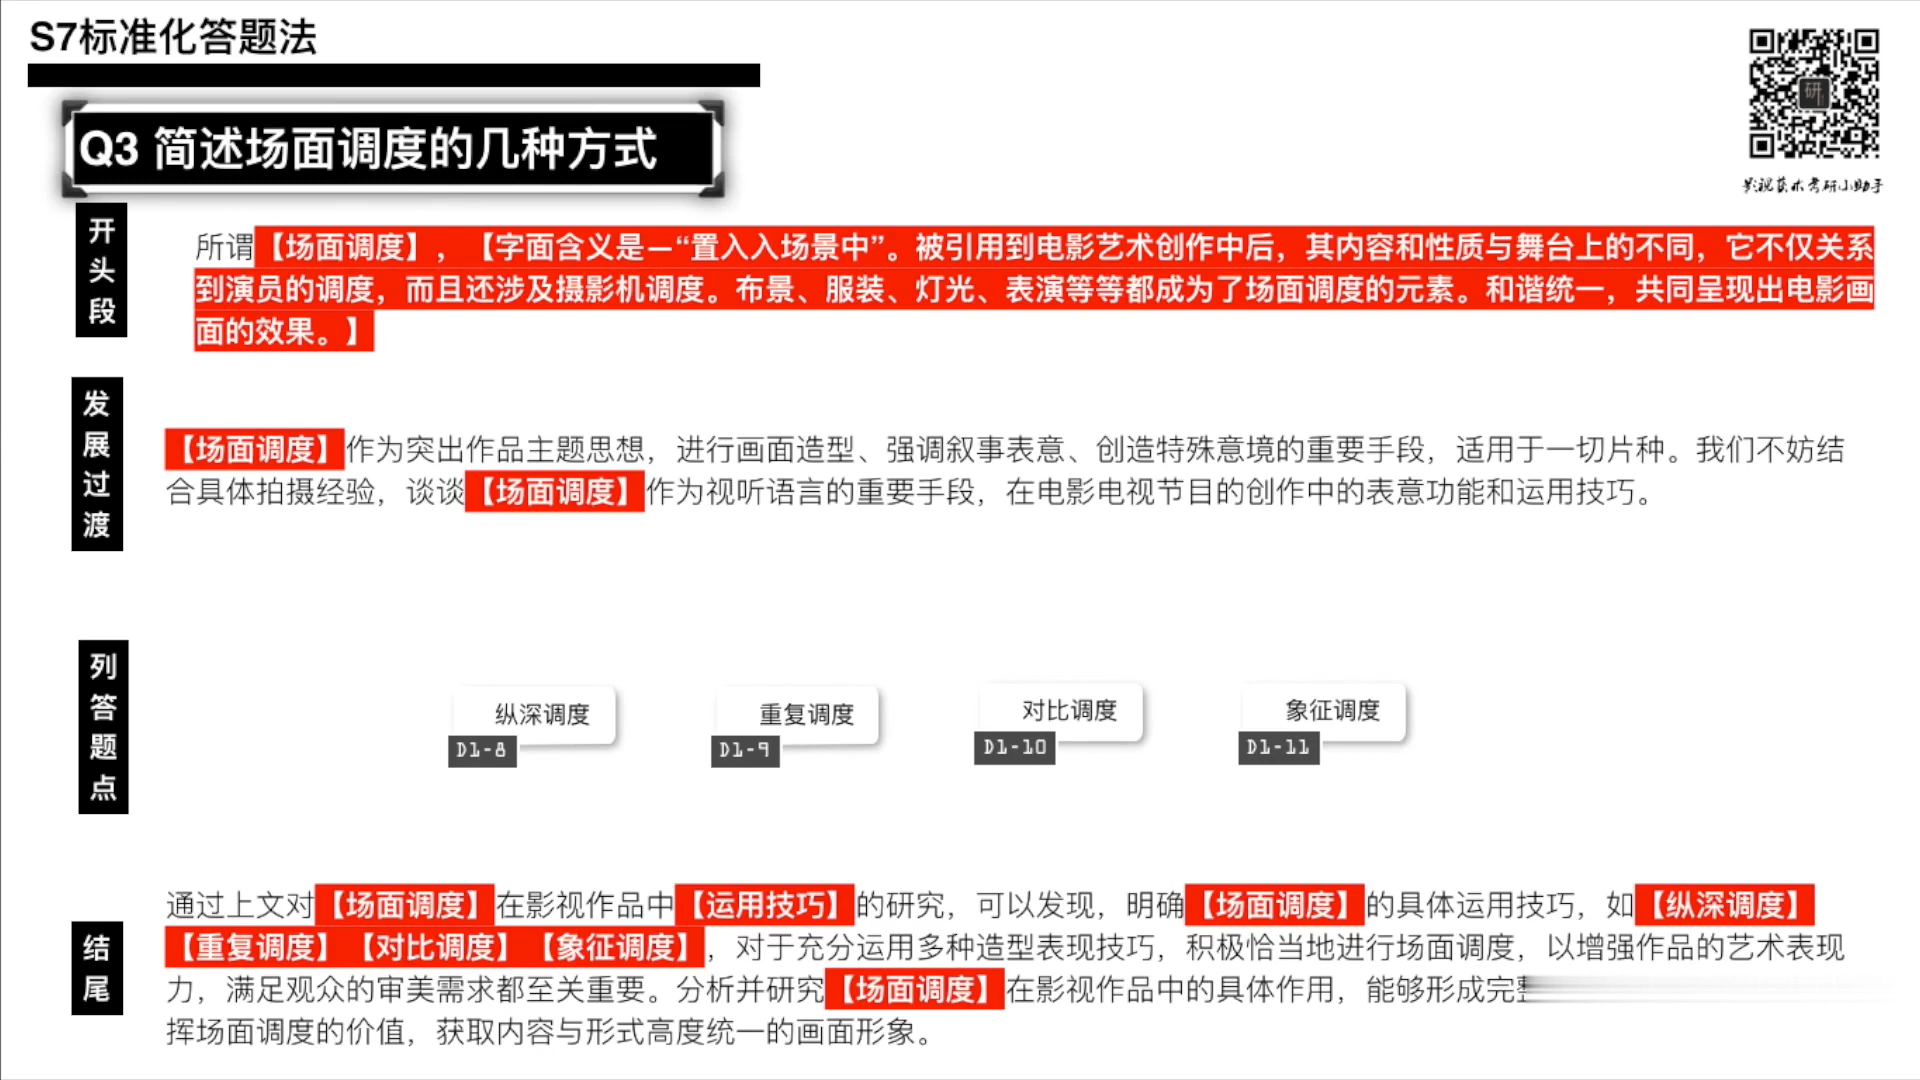 S7标准化答题法
Q3 简述场面调度的几种方式
影视艺术考研小助手
开头段
所谓【场面调度】，【字面含义是—“置入入场景中”。被引用到电影艺术创作中后，其内容和性质与舞台上的不同，它不仅关系
到演员的调度，而且还涉及摄影机调度。布景、服装、灯光、表演等等都成为了场面调度的元素。和谐统一，共同呈现出电影画
面的效果。】
发展过渡
【场面调度】作为突出作品主题思想，进行画面造型、强调叙事表意、创造特殊意境的重要手段，适用于一切片种。我们不妨结
合具体拍摄经验，谈谈【场面调度】作为视听语言的重要手段，在电影电视节目的创作中的表意功能和运用技巧。
列答题点
纵深调度
D1-8
重复调度
D1-9
对比调度
D1-10
象征调度
D1-11
结尾
通过上文对【场面调度】在影视作品中【运用技巧】的研究，可以发现，明确【场面调度】的具体运用技巧，如【纵深调度】
【重复调度】【对比调度】【象征调度】，对于充分运用多种造型表现技巧，积极恰当地进行场面调度，以增强作品的艺术表现
力，满足观众的审美需求都至关重要。分析并研究【场面调度】在影视作品中的具体作用，能够形成完
挥场面调度的价值，获取内容与形式高度统一的画面形象。